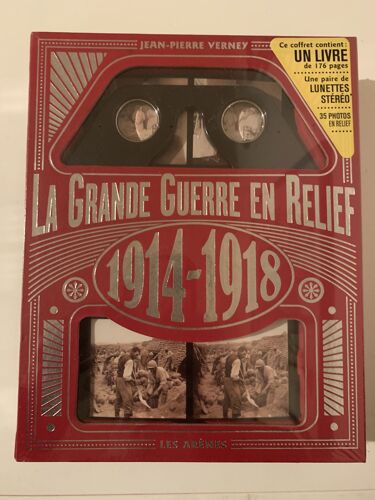 JEAN-PIERRE VERNEY
Ce coffret contient :
UN LIVRE
de 176 pages
Une paire de
LUNETTES
STÉRÉO
35 PHOTOS
EN RELIEF
LA GRANDE GUERRE EN RELIEF
1914-1918
LES ARÈNES